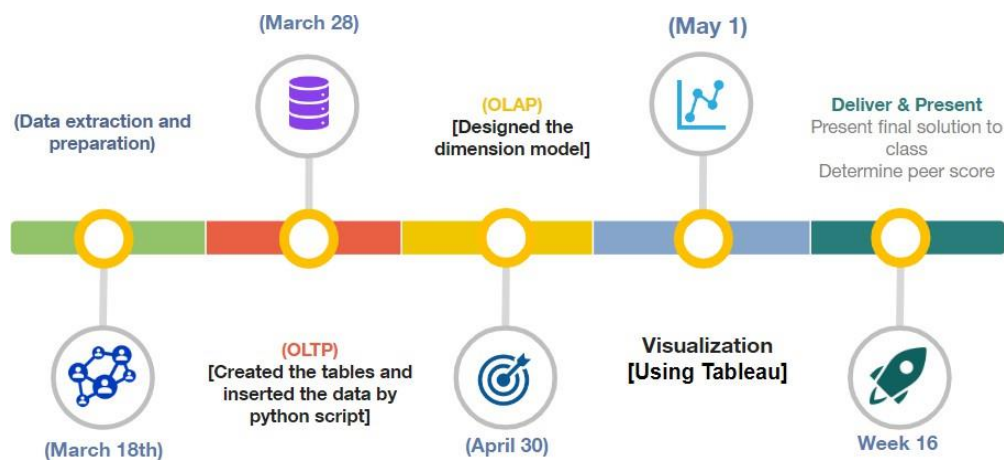 (March 28)
(May 1)
(Data extraction and
preparation)
(OLAP)
[Designed the
dimension model]
Deliver & Present
Present final solution to
class
Determine peer score
(OLTP)
[Created the tables and
inserted the data by
python script]
Visualization
[Using Tableau]
(March 18th)
(April 30)
Week 16